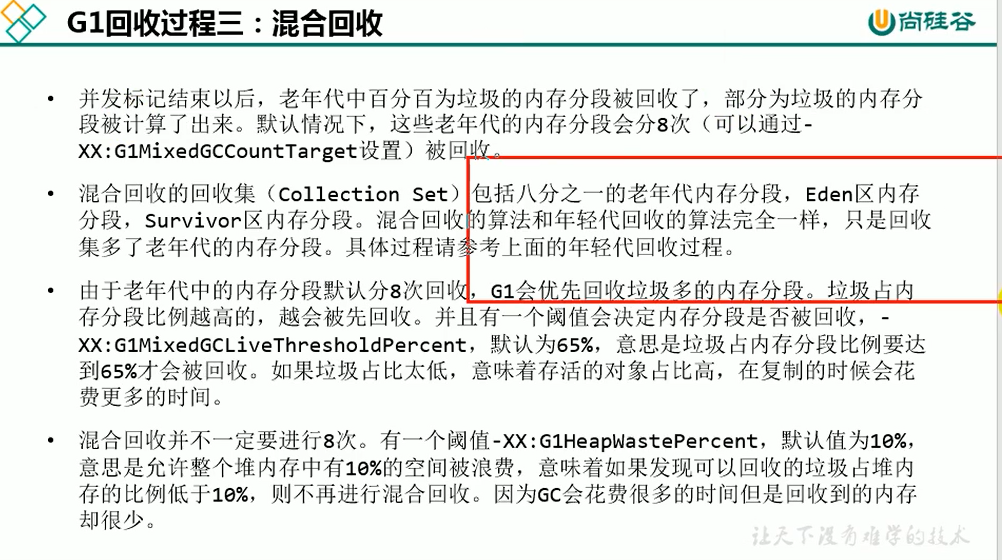 G1回收过程三：混合回收
尚硅谷
• 并发标记结束以后，老年代中百分百为垃圾的内存分段被回收了，部分为垃圾的内存分
段被计算了出来。默认情况下，这些老年代的内存分段会分8次（可以通过-
XX:G1MixedGCCountTarget设置）被回收。
• 混合回收的回收集（Collection Set）包括八分之一的老年代内存分段，Eden区内存
分段，Survivor区内存分段。混合回收的算法和年轻代回收的算法完全一样，只是回收
集多了老年代的内存分段。具体过程请参考上面的年轻代回收过程。
• 由于老年代中的内存分段默认分8次回收，G1会优先回收垃圾多的内存分段。垃圾占内
存分段比例越高的，越会被先回收。并且有一个阈值会决定内存分段是否被回收，-
XX:G1MixedGCLiveThresholdPercent，默认为65%，意思是垃圾占内存分段比例要达
到65%才会被回收。如果垃圾占比太低，意味着存活的对象占比高，在复制的时候会花
费更多的时间。
• 混合回收并不一定要进行8次。有一个阈值-XX:G1HeapWastePercent，默认值为10%，
意思是允许整个堆内存中有10%的空间被浪费，意味着如果发现可以回收的垃圾占堆内
存的比例低于10%，则不再进行混合回收。因为GC会花费很多的时间但是回收到的内存
却很少。
让天下没有难学的技术